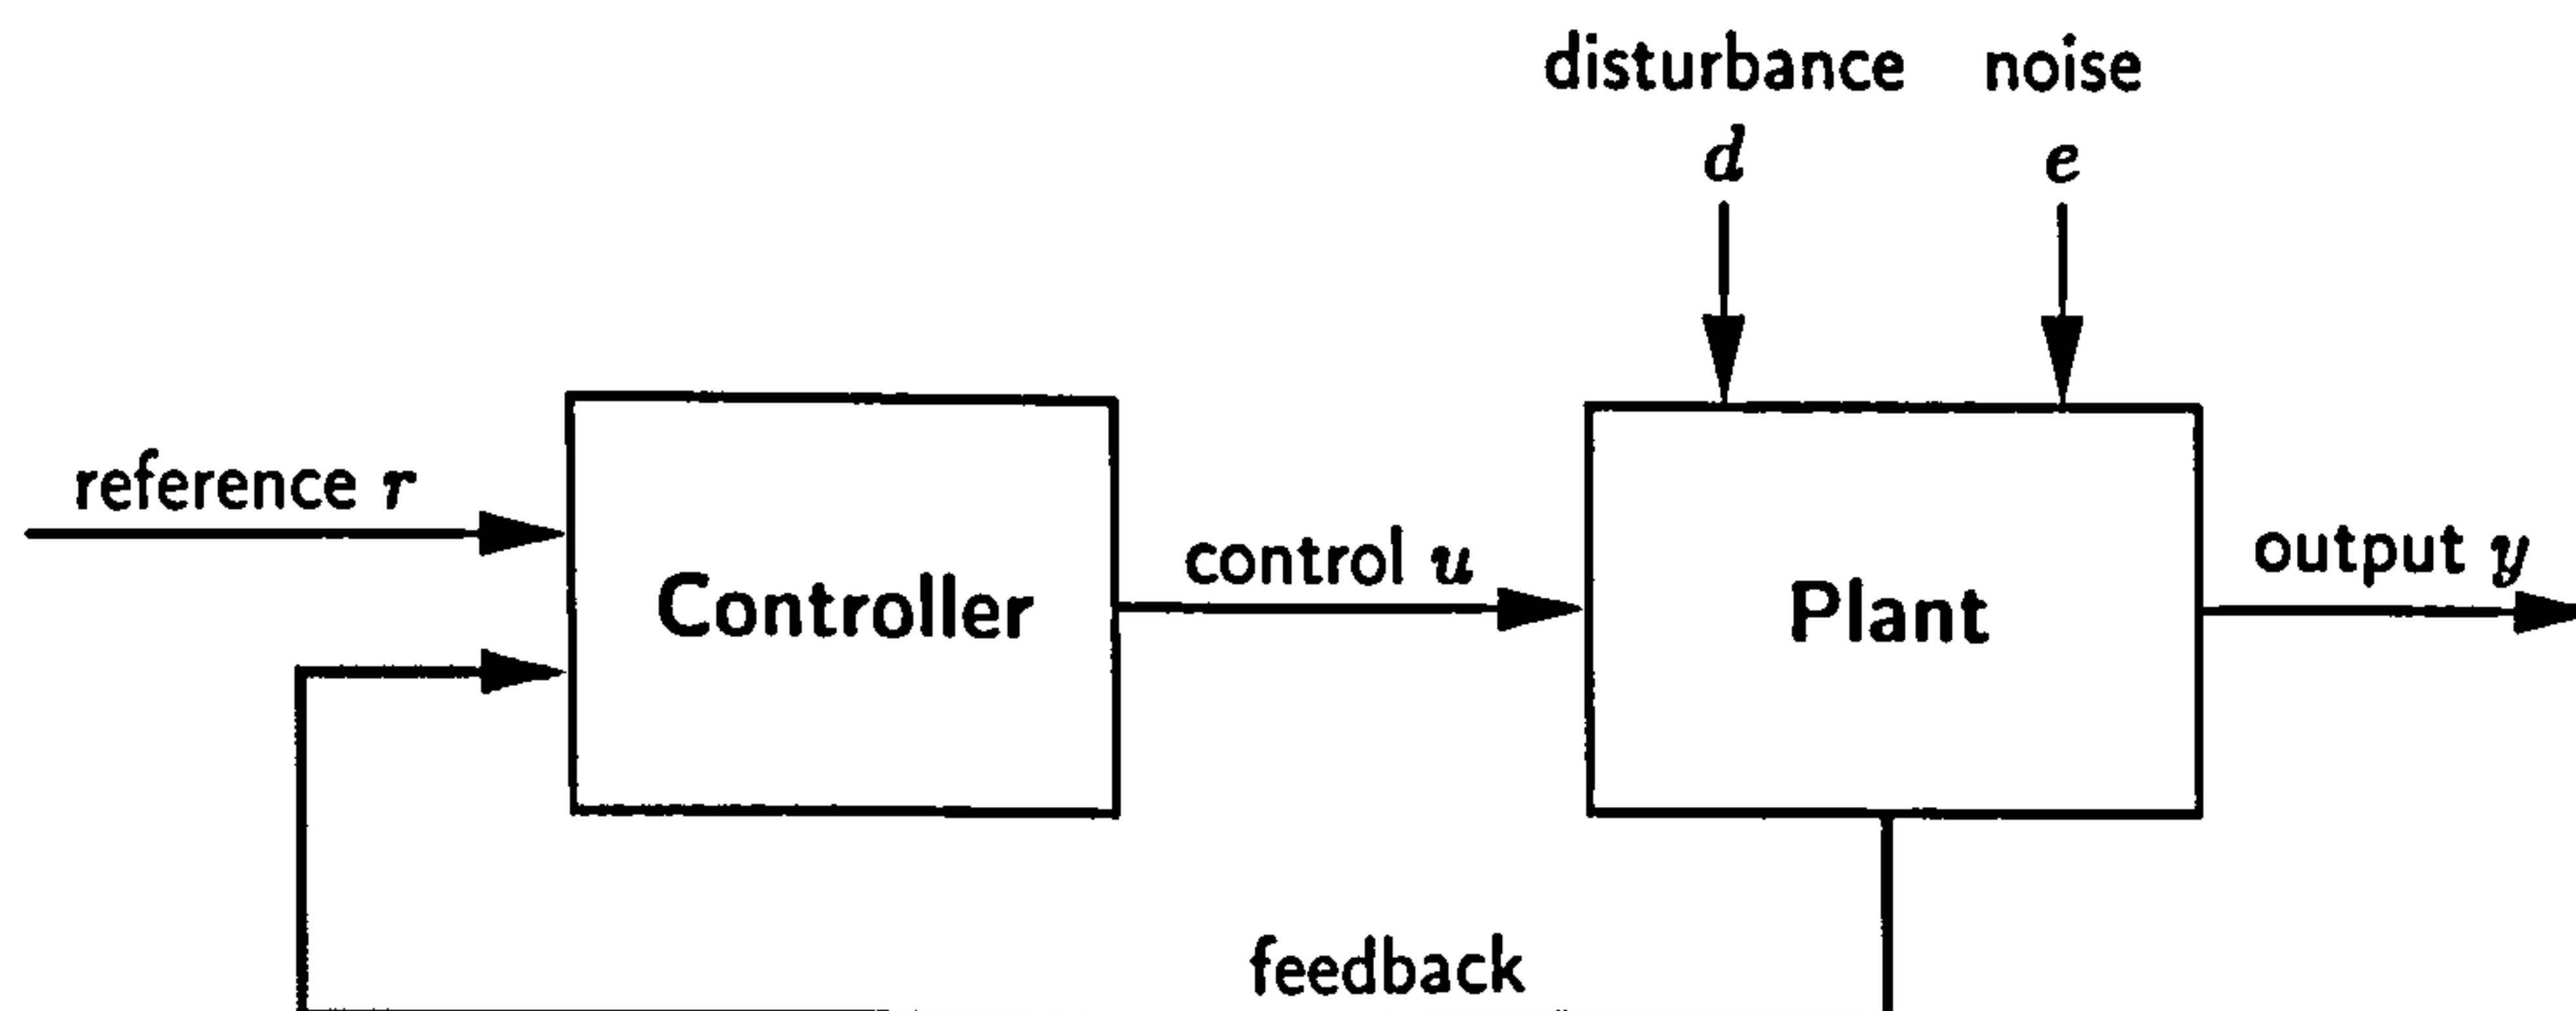 disturbance noise
d e
reference r
control u
output y
Controller
Plant
feedback